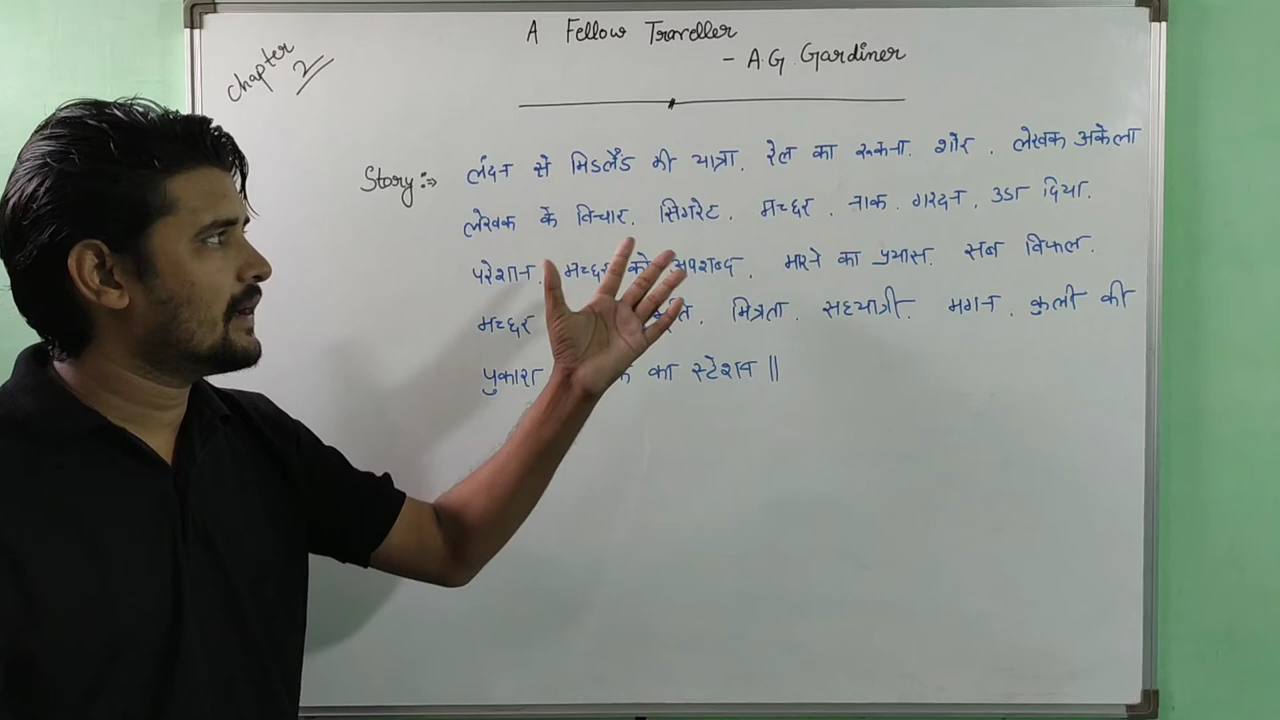 chapter 2
A Fellow Traveller
- A.G. Gardiner
Story :→ लंदन से मिडलैंड की यात्रा. रेल का रूकना. शोर. लेखक अकेला
लेखक के विचार. सिगरेट. मच्छर. नाक. गरदन. उडा दिया.
परेशान. मच्छर को अपशब्द. मारने का प्रयास. सब विफल.
मच्छर मित्रता. सहयात्री. मगन. कुली की
पुकारा का स्टेशन ||